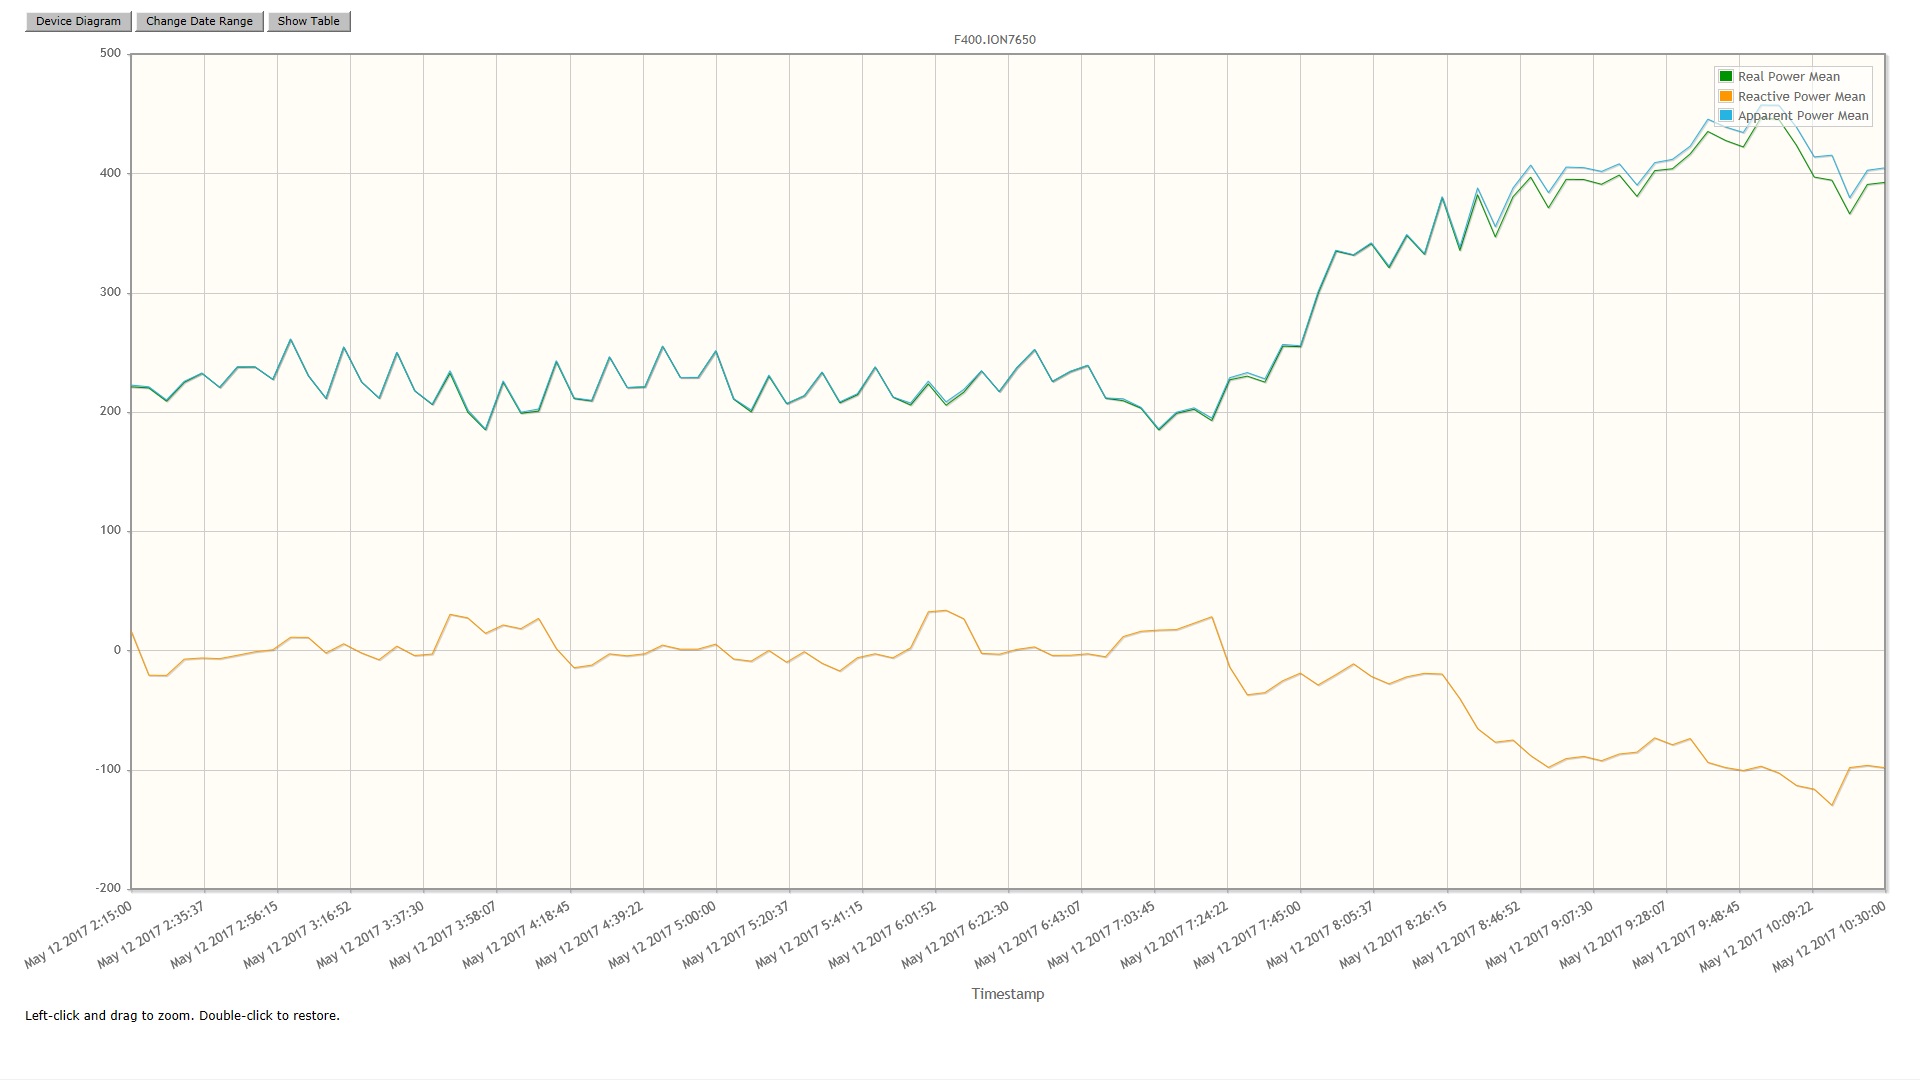 Device Diagram Change Date Range Show Table
F400.ION7650
Real Power Mean
Reactive Power Mean
Apparent Power Mean
500
400
300
200
100
0
-100
-200
May 12 2017 2:15:00
May 12 2017 2:35:37
May 12 2017 2:56:15
May 12 2017 3:16:52
May 12 2017 3:37:30
May 12 2017 3:58:07
May 12 2017 4:18:45
May 12 2017 4:39:22
May 12 2017 5:00:00
May 12 2017 5:20:37
May 12 2017 5:41:15
May 12 2017 6:01:52
May 12 2017 6:22:30
May 12 2017 6:43:07
May 12 2017 7:03:45
May 12 2017 7:24:22
May 12 2017 7:45:00
May 12 2017 8:05:37
May 12 2017 8:26:15
May 12 2017 8:46:52
May 12 2017 9:07:30
May 12 2017 9:28:07
May 12 2017 9:48:45
May 12 2017 10:09:22
May 12 2017 10:30:00
Timestamp
Left-click and drag to zoom. Double-click to restore.